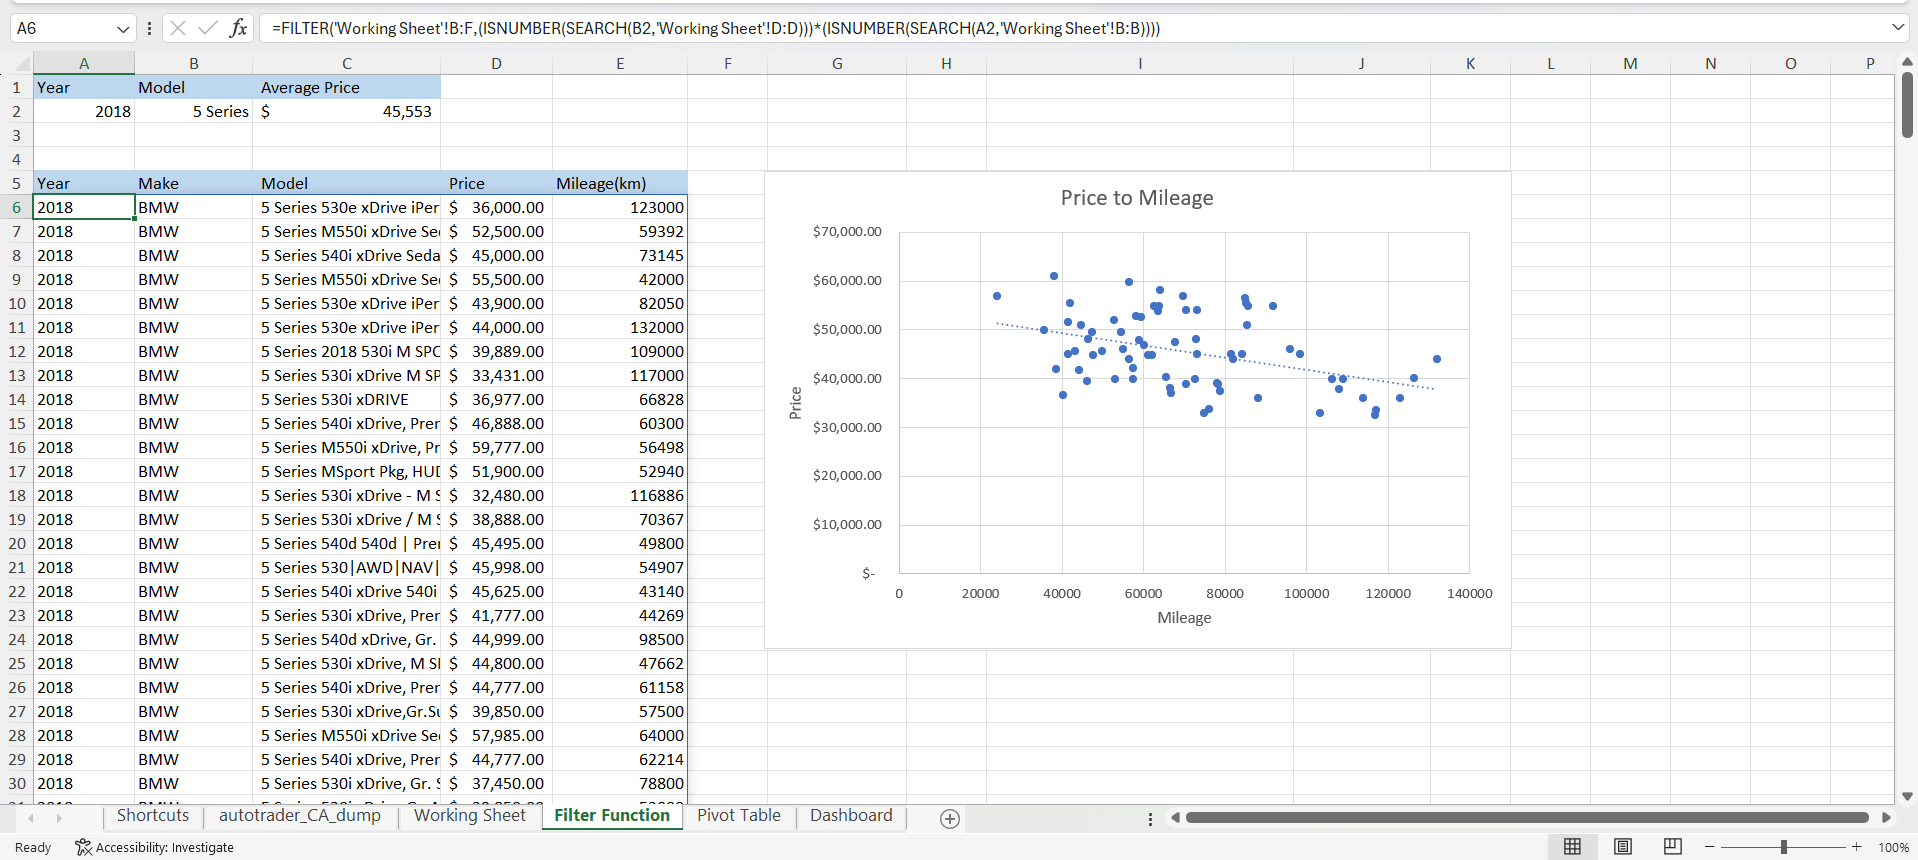 A6 fx =FILTER('Working Sheet'!B:F,(ISNUMBER(SEARCH(B2,'Working Sheet'!D:D)))*(ISNUMBER(SEARCH(A2,'Working Sheet'!B:B))))
A B C D E F G H I J K L M N O P
1 Year Model Average Price
2 2018 5 Series $ 45,553
3
4
5 Year Make Model Price Mileage(km)
6 2018 BMW 5 Series 530e xDrive iPer $ 36,000.00 123000
7 2018 BMW 5 Series M550i xDrive Se $ 52,500.00 59392
8 2018 BMW 5 Series 540i xDrive Seda $ 45,000.00 73145
9 2018 BMW 5 Series M550i xDrive Se $ 55,500.00 42000
10 2018 BMW 5 Series 530e xDrive iPer $ 43,900.00 82050
11 2018 BMW 5 Series 530e xDrive iPer $ 44,000.00 132000
12 2018 BMW 5 Series 2018 530i M SPO $ 39,889.00 109000
13 2018 BMW 5 Series 530i xDrive M SP $ 33,431.00 117000
14 2018 BMW 5 Series 530i xDRIVE $ 36,977.00 66828
15 2018 BMW 5 Series 540i xDrive, Prer $ 46,888.00 60300
16 2018 BMW 5 Series M550i xDrive, Pr $ 59,777.00 56498
17 2018 BMW 5 Series MSport Pkg, HUD $ 51,900.00 52940
18 2018 BMW 5 Series 530i xDrive - M S $ 32,480.00 116886
19 2018 BMW 5 Series 530i xDrive / M S $ 38,888.00 70367
20 2018 BMW 5 Series 540d 540d | Prer $ 45,495.00 49800
21 2018 BMW 5 Series 530|AWD|NAV| $ 45,998.00 54907
22 2018 BMW 5 Series 540i xDrive 540i $ 45,625.00 43140
23 2018 BMW 5 Series 530i xDrive, Prer $ 41,777.00 44269
24 2018 BMW 5 Series 540d xDrive, Gr. $ 44,999.00 98500
25 2018 BMW 5 Series 530i xDrive, M S $ 44,800.00 47662
26 2018 BMW 5 Series 540i xDrive, Prer $ 44,777.00 61158
27 2018 BMW 5 Series 530i xDrive,Gr.Su $ 39,850.00 57500
28 2018 BMW 5 Series M550i xDrive Se $ 57,985.00 64000
29 2018 BMW 5 Series 540i xDrive, Prer $ 44,777.00 62214
30 2018 BMW 5 Series 530i xDrive, Gr. S $ 37,450.00 78800
Price to Mileage
$70,000.00
$60,000.00
$50,000.00
$40,000.00
$30,000.00
$20,000.00
$10,000.00
$-
Price
0 20000 40000 60000 80000 100000 120000 140000
Mileage
Shortcuts autotrader_CA_dump Working Sheet Filter Function Pivot Table Dashboard
Ready Accessibility: Investigate 100%